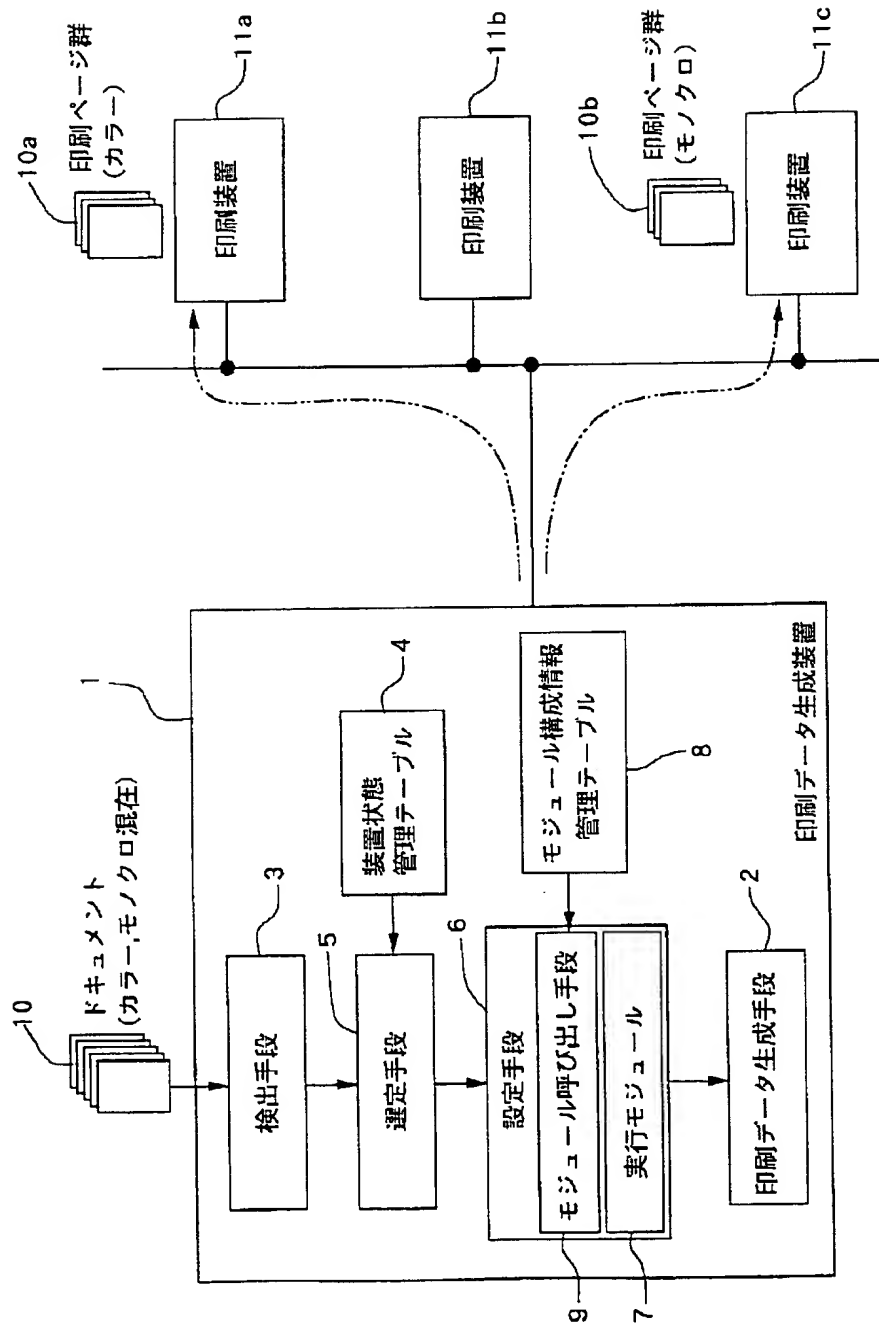 10
ドキュメント
(カラー,モノクロ混在)
1
3
検出手段
4
装置状態
管理テーブル
5
選定手段
6
設定手段
モジュール呼び出し手段
実行モジュール
9
7
モジュール構成情報
管理テーブル
8
2
印刷データ生成手段
印刷データ生成装置
10a
印刷ページ群
(カラー)
印刷装置
11a
印刷装置
11b
10b
印刷ページ群
(モノクロ)
印刷装置
11c